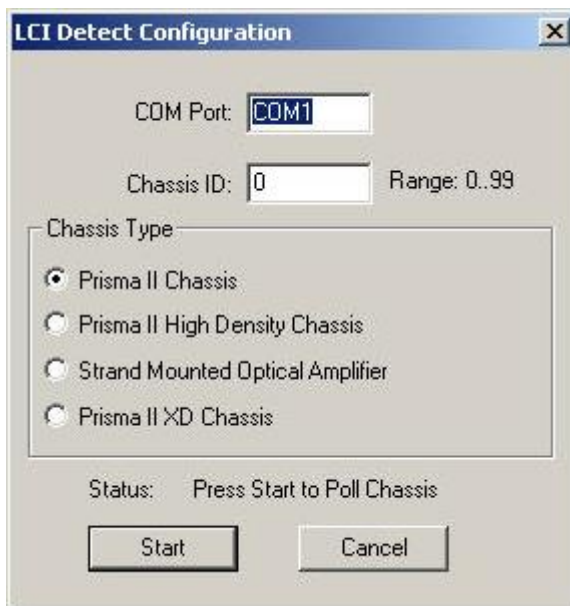 LCI Detect Configuration
COM Port: COM1
Chassis ID: 0 Range: 0..99
Chassis Type
Prisma II Chassis
Prisma II High Density Chassis
Strand Mounted Optical Amplifier
Prisma II XD Chassis
Status: Press Start to Poll Chassis
Start Cancel